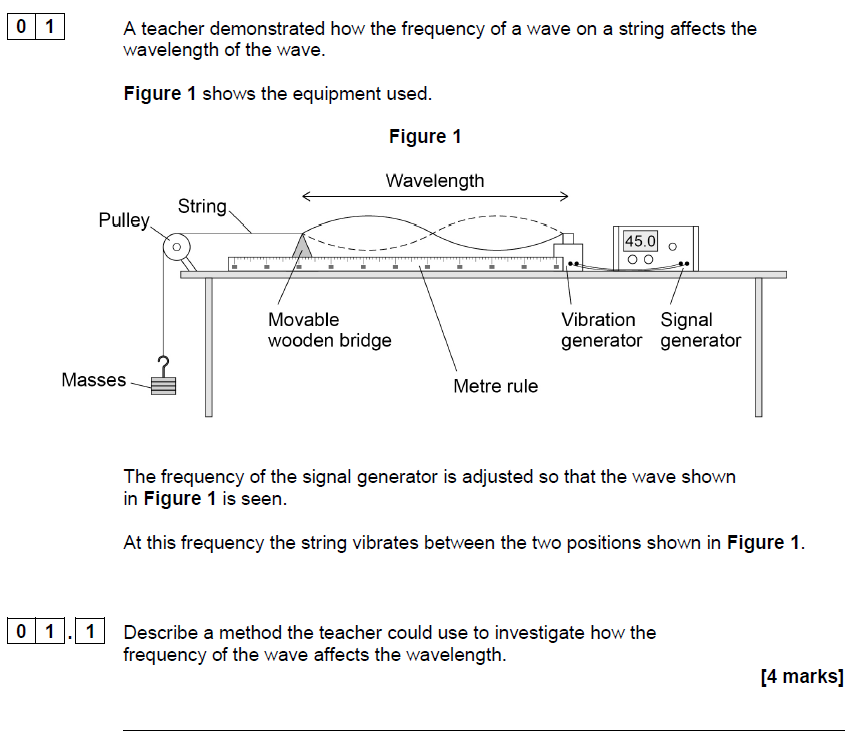 0 1
A teacher demonstrated how the frequency of a wave on a string affects the
wavelength of the wave.
Figure 1 shows the equipment used.
Figure 1
Wavelength
String
Pulley
45.0
Movable
wooden bridge
Vibration
generator
Signal
generator
Masses
Metre rule
The frequency of the signal generator is adjusted so that the wave shown
in Figure 1 is seen.
At this frequency the string vibrates between the two positions shown in Figure 1.
0 1 . 1
Describe a method the teacher could use to investigate how the
frequency of the wave affects the wavelength.
[4 marks]